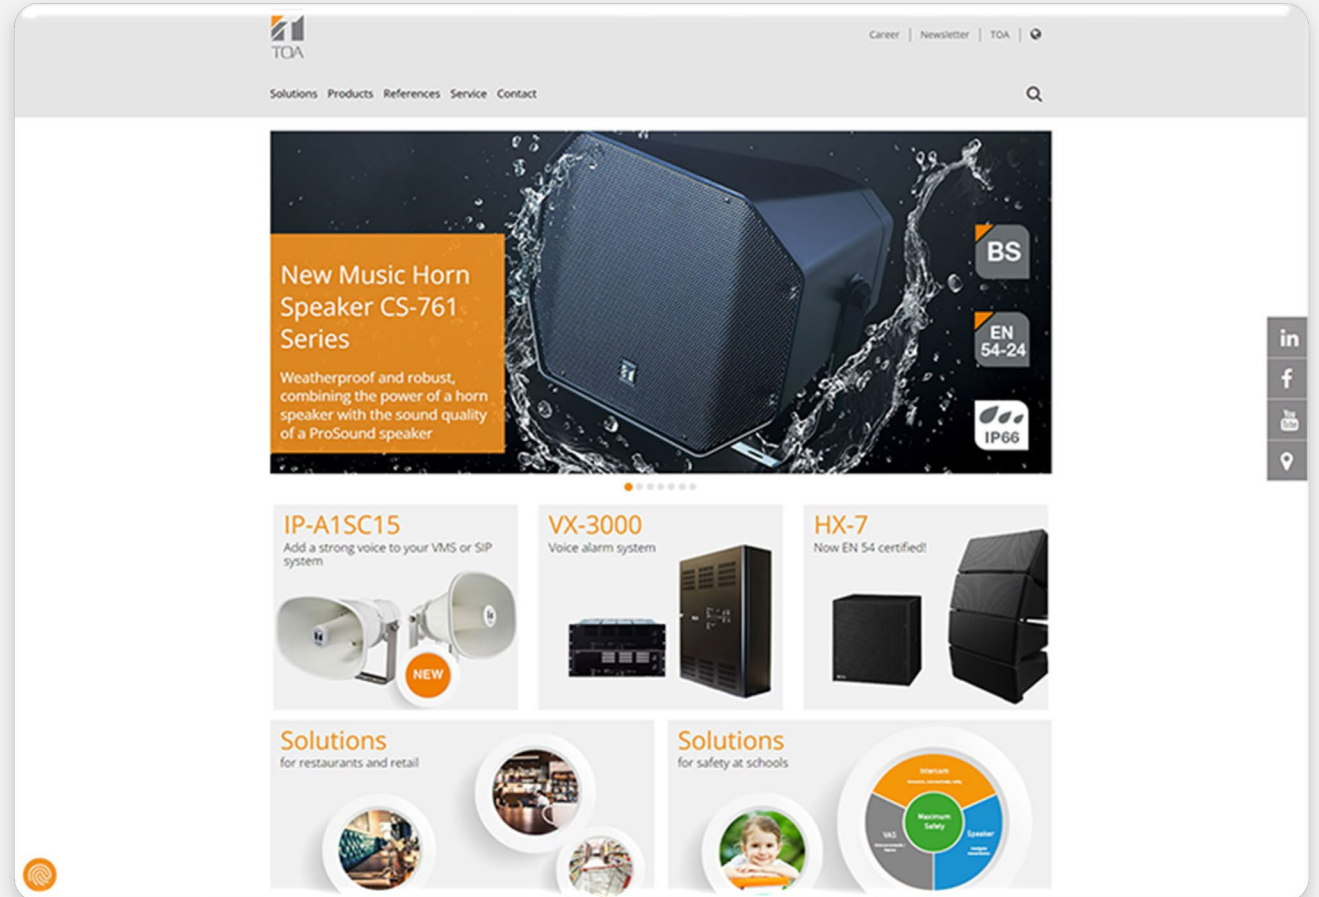 TOA
Career
Newsletter
TOA
Solutions
Products
References
Service
Contact
New Music Horn
Speaker CS-761
Series
Weatherproof and robust,
combining the power of a horn
speaker with the sound quality
of a ProSound speaker
BS
EN
54-24
IP66
in
f
You
Tube
IP-A1SC15
Add a strong voice to your VMS or SIP
system
NEW
VX-3000
Voice alarm system
HX-7
Now EN 54 certified!
Solutions
for restaurants and retail
Solutions
for safety at schools
Intercom
Maximum
Safety
VAS
Speaker